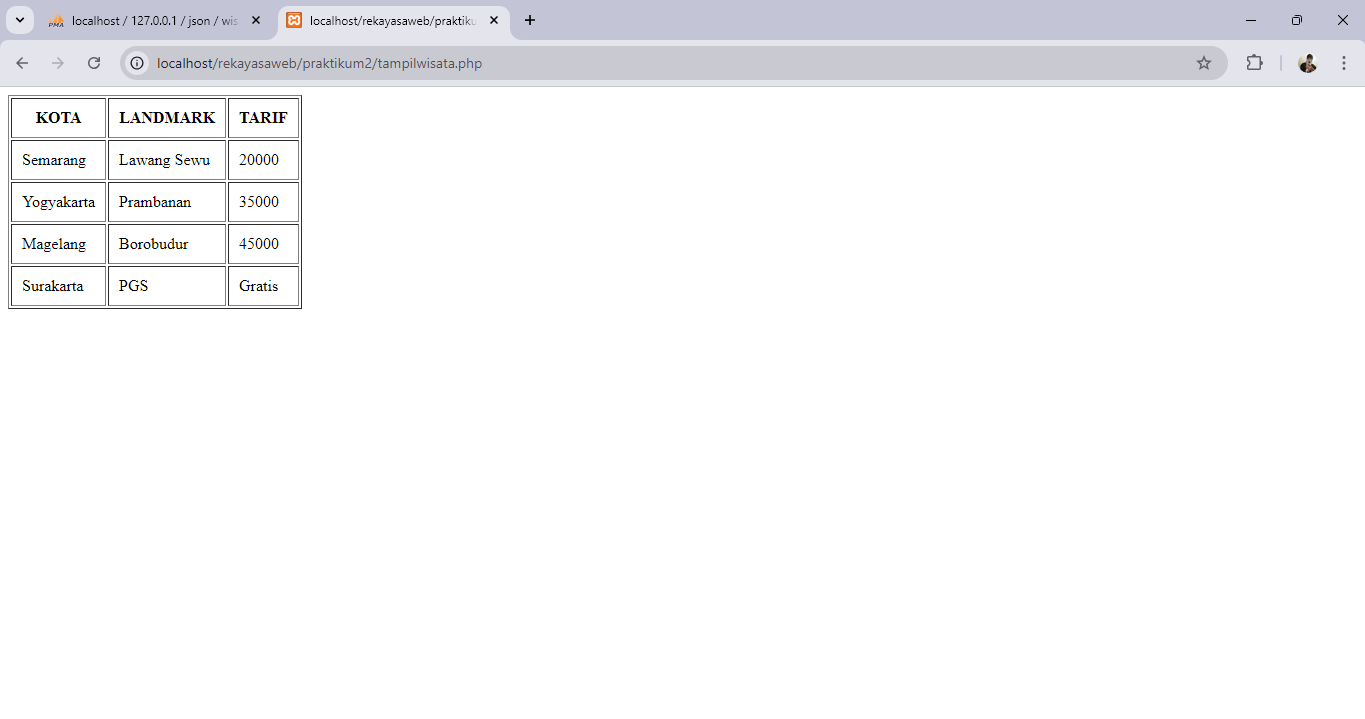 localhost / 127.0.0.1 / json / wis
localhost/rekayasaweb/praktiku
localhost/rekayasaweb/praktikum2/tampilwisata.php
KOTA LANDMARK TARIF
Semarang Lawang Sewu 20000
Yogyakarta Prambanan 35000
Magelang Borobudur 45000
Surakarta PGS Gratis